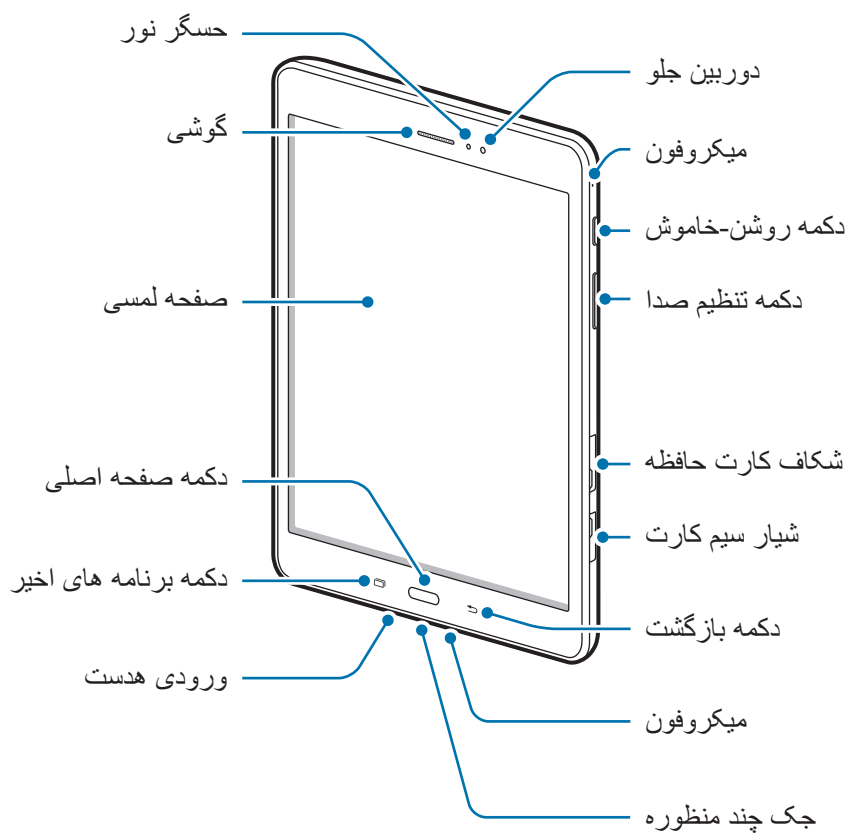 حسگر نور
دوربین جلو
گوشی
میکروفون
دکمه روشن-خاموش
صفحه لمسی
دکمه تنظیم صدا
شکاف کارت حافظه
دکمه صفحه اصلی
شیار سیم کارت
دکمه برنامه های اخیر
دکمه بازگشت
ورودی هدست
میکروفون
جک چند منظوره